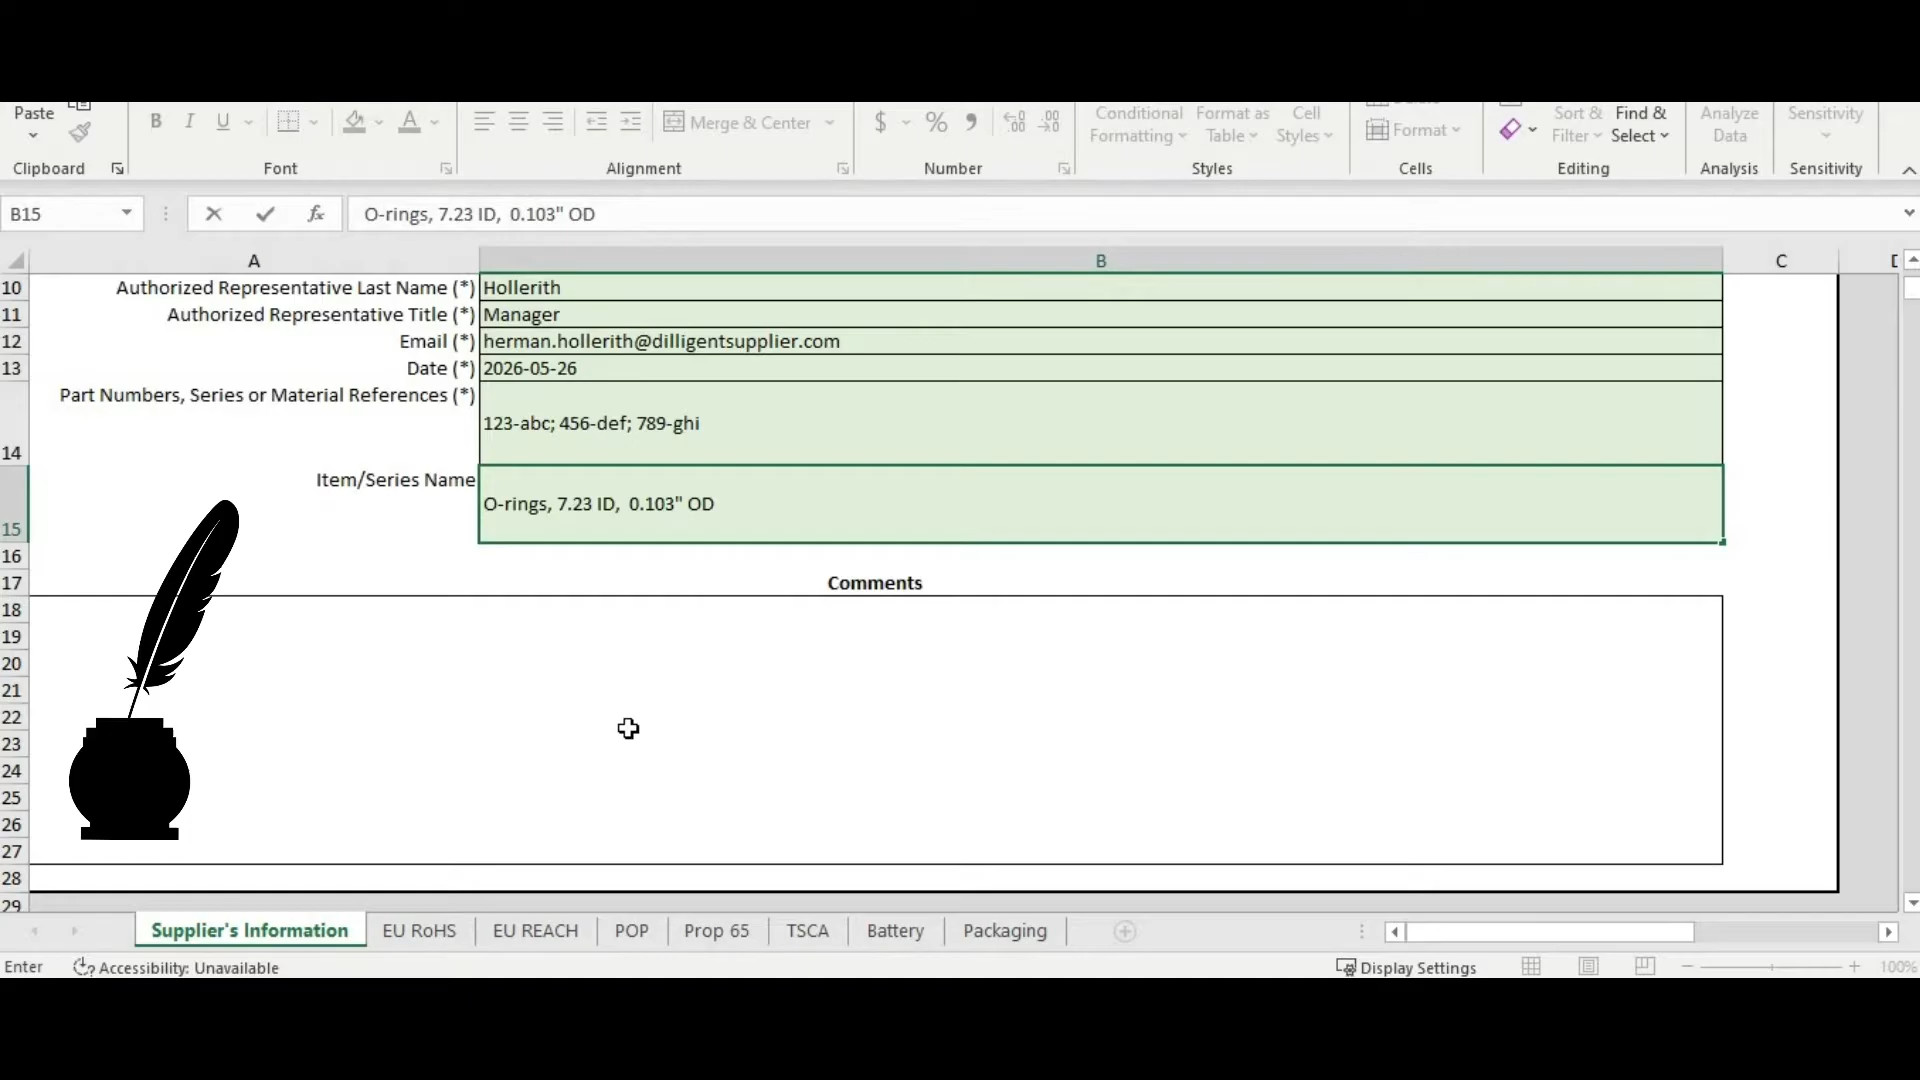 Paste
B I U A
$ % 9
Merge & Center
Conditional Formatting
Format as Table
Cell Styles
Format
Sort & Filter
Find & Select
Analyze Data
Sensitivity
Clipboard Font Alignment Number Styles Cells Editing Analysis Sensitivity
B15 fx O-rings, 7.23 ID,  0.103" OD
A B C
10 Authorized Representative Last Name (*) Hollerith
11 Authorized Representative Title (*) Manager
12 Email (*) herman.hollerith@dilligentsupplier.com
13 Date (*) 2026-05-26
14 Part Numbers, Series or Material References (*) 123-abc; 456-def; 789-ghi
15 Item/Series Name O-rings, 7.23 ID,  0.103" OD
16
17 Comments
18
19
20
21
22
23
24
25
26
27
28
29
Supplier's Information EU RoHS EU REACH POP Prop 65 TSCA Battery Packaging
Enter Accessibility: Unavailable Display Settings 100%